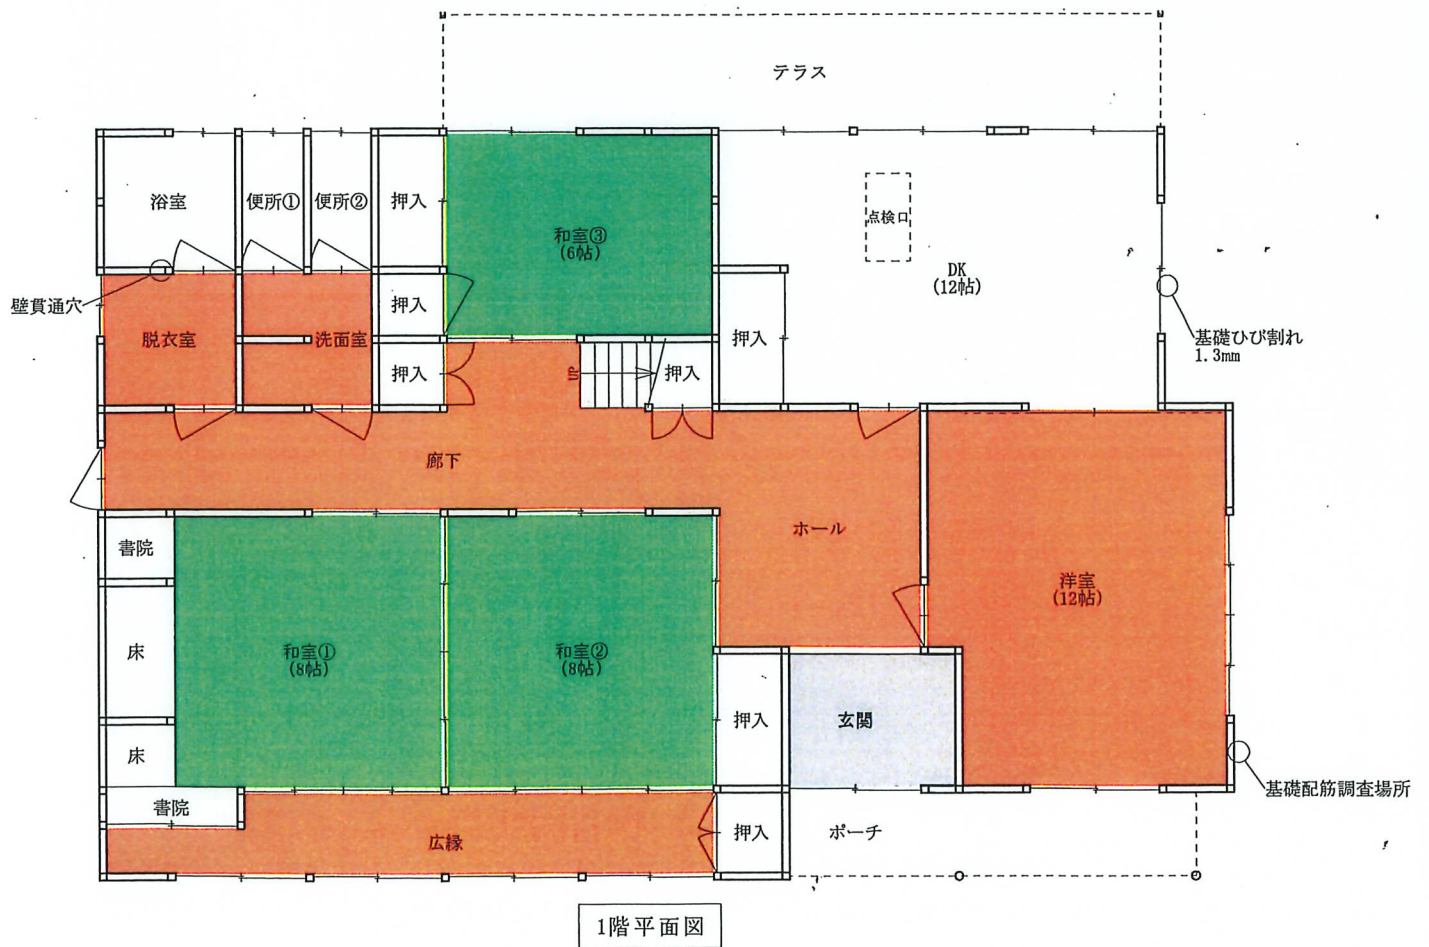 テラス
浴室
便所①
便所②
押入
和室③
(6帖)
点検口
DK
(12帖)
壁貫通穴
脱衣室
洗面室
押入
押入
UP
押入
押入
基礎ひび割れ
1.3mm
廊下
ホール
書院
床
床
書院
和室①
(8帖)
和室②
(8帖)
洋室
(12帖)
押入
玄関
基礎配筋調査場所
広縁
押入
ポーチ
1階平面図